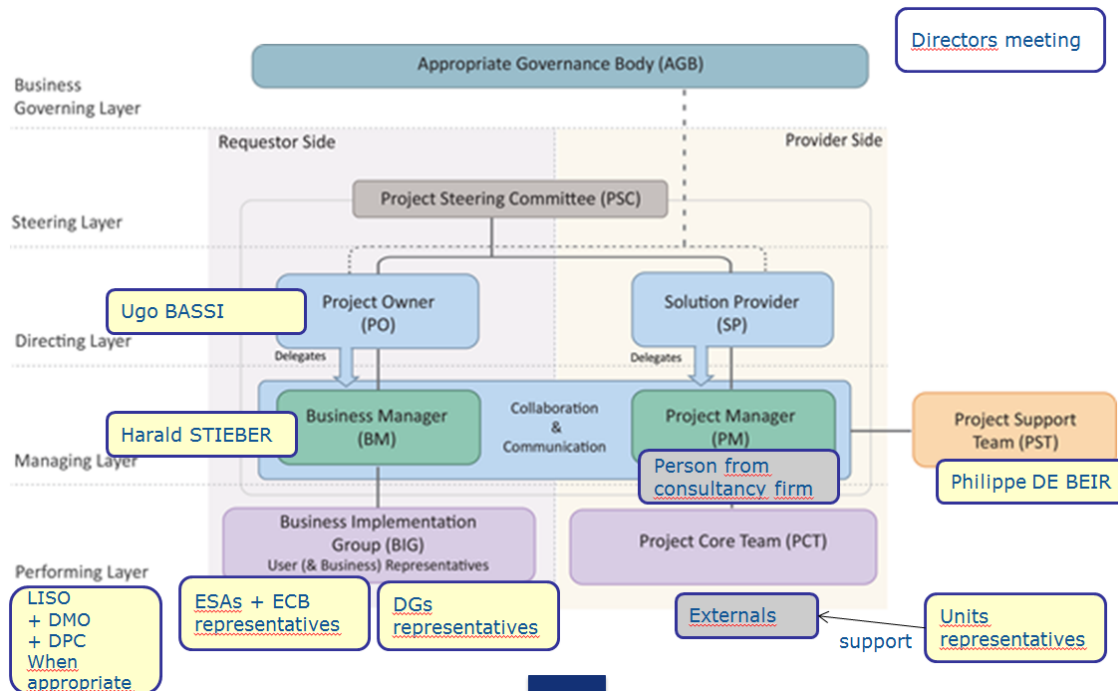 Directors meeting
Appropriate Governance Body (AGB)
Business
Governing Layer
Requestor Side
Provider Side
Project Steering Committee (PSC)
Steering Layer
Ugo BASSI
Project Owner
(PO)
Solution Provider
(SP)
Directing Layer
Delegates
Delegates
Harald STIEBER
Business Manager
(BM)
Collaboration
&
Communication
Project Manager
(PM)
Project Support
Team (PST)
Managing Layer
Person from
consultancy firm
Philippe DE BEIR
Business Implementation
Group (BIG)
User (& Business) Representatives
Project Core Team (PCT)
Performing Layer
LISO
+ DMO
+ DPC
When
appropriate
ESAs + ECB
representatives
DGs
representatives
Externals
support
Units
representatives